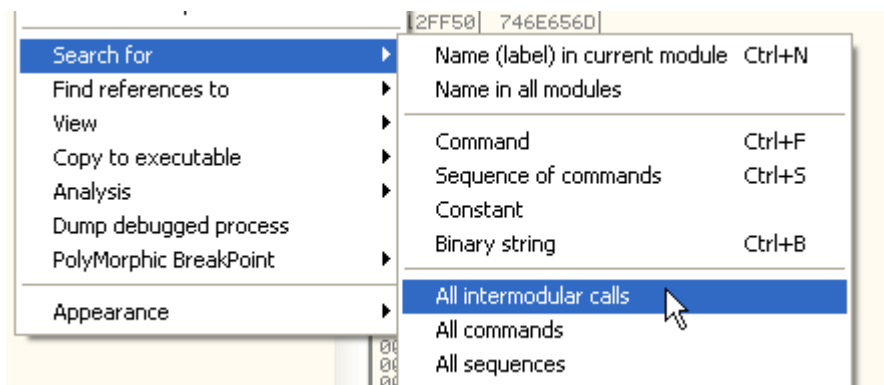 2FF50 746E656D
Search for
Find references to
View
Copy to executable
Analysis
Dump debugged process
PolyMorphic BreakPoint
Appearance
Name (label) in current module Ctrl+N
Name in all modules
Command Ctrl+F
Sequence of commands Ctrl+S
Constant
Binary string Ctrl+B
All intermodular calls
All commands
All sequences